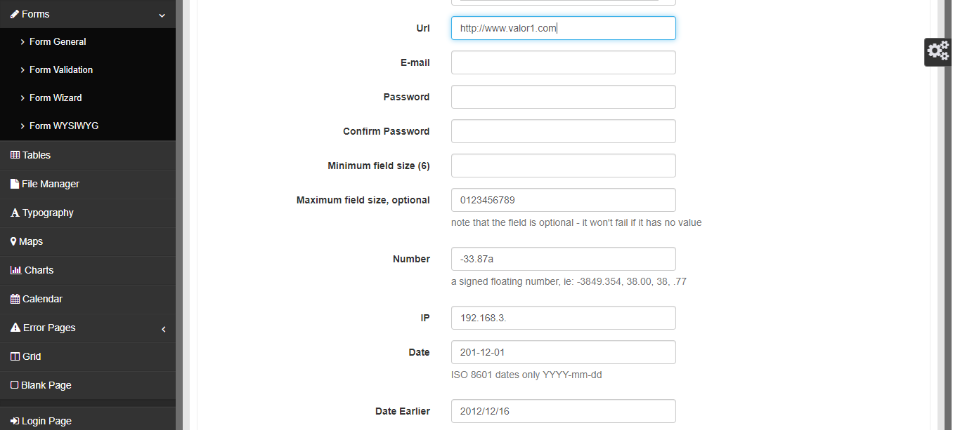 Forms
Form General
Form Validation
Form Wizard
Form WYSIWYG
Tables
File Manager
Typography
Maps
Charts
Calendar
Error Pages
Grid
Blank Page
Login Page
Url http://www.valor1.com
E-mail
Password
Confirm Password
Minimum field size (6)
Maximum field size, optional 0123456789
note that the field is optional - it won't fail if it has no value
Number -33.87a
a signed floating number, ie: -3849.354, 38.00, 38, .77
IP 192.168.3.
Date 201-12-01
ISO 8601 dates only YYYY-mm-dd
Date Earlier 2012/12/16